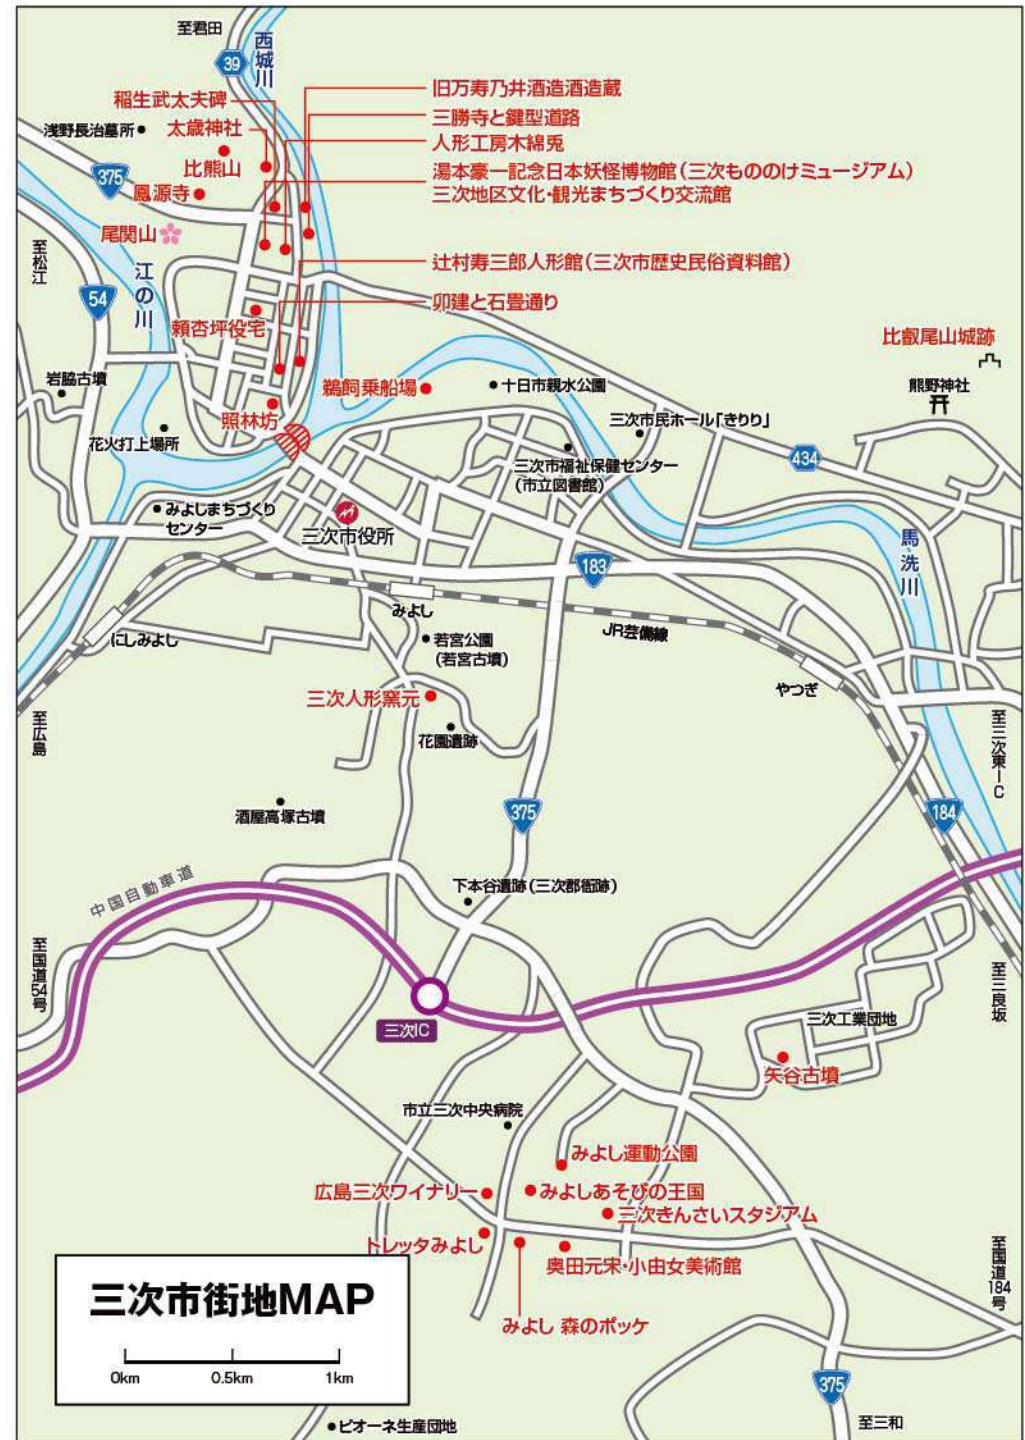 至君田
西城川
39
稲生武太夫碑
旧万寿乃井酒造酒造蔵
浅野長治墓所
太歳神社
三勝寺と鍵型道路
人形工房木綿兎
比熊山
湯本豪一記念日本妖怪博物館(三次もののけミュージアム)
三次地区文化・観光まちづくり交流館
375
鳳源寺
尾関山
至松江
江の川
辻村寿三郎人形館(三次市歴史民俗資料館)
54
卯建と石畳通り
頼杏坪役宅
比叡尾山城跡
岩脇古墳
鵜飼乗船場
十日市親水公園
熊野神社
照林坊
三次市民ホール「きりり」
花火打上場所
三次市福祉保健センター
(市立図書館)
434
みよしまちづくり
センター
三次市役所
馬洗川
183
みよし
にしみよし
若宮公園
(若宮古墳)
JR芸備線
やつぎ
三次人形窯元
至広島
花園遺跡
至三次東IC
酒屋高塚古墳
375
184
中国自動車道
下本谷遺跡(三次郡衙跡)
至国道54号
至三良坂
三次IC
三次工業団地
矢谷古墳
市立三次中央病院
みよし運動公園
広島三次ワイナリー
みよしあそびの王国
三次きんさいスタジアム
トレッタみよし
奥田元宋・小由女美術館
至国道184号
みよし 森のポッケ
三次市街地MAP
0km
0.5km
1km
375
至三和
ピオーネ生産団地